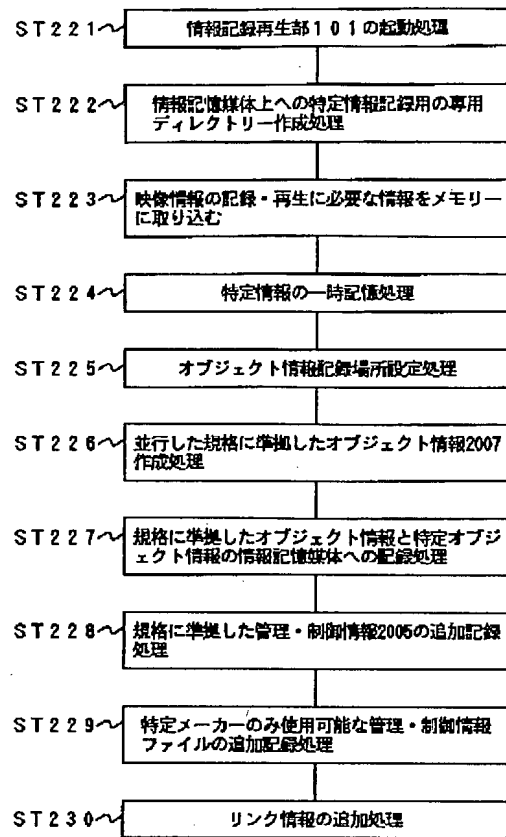 ST221 情報記録再生部101の起動処理
ST222 情報記憶媒体上への特定情報記録用の専用
ディレクトリー作成処理
ST223 映像情報の記録・再生に必要な情報をメモリー
に取り込む
ST224 特定情報の一時記憶処理
ST225 オブジェクト情報記録場所設定処理
ST226 並行した規格に準拠したオブジェクト情報2007
作成処理
ST227 規格に準拠したオブジェクト情報と特定オブジ
ェクト情報の情報記憶媒体への記録処理
ST228 規格に準拠した管理・制御情報2005の追加記録
処理
ST229 特定メーカーのみ使用可能な管理・制御情報
ファイルの追加記録処理
ST230 リンク情報の追加処理